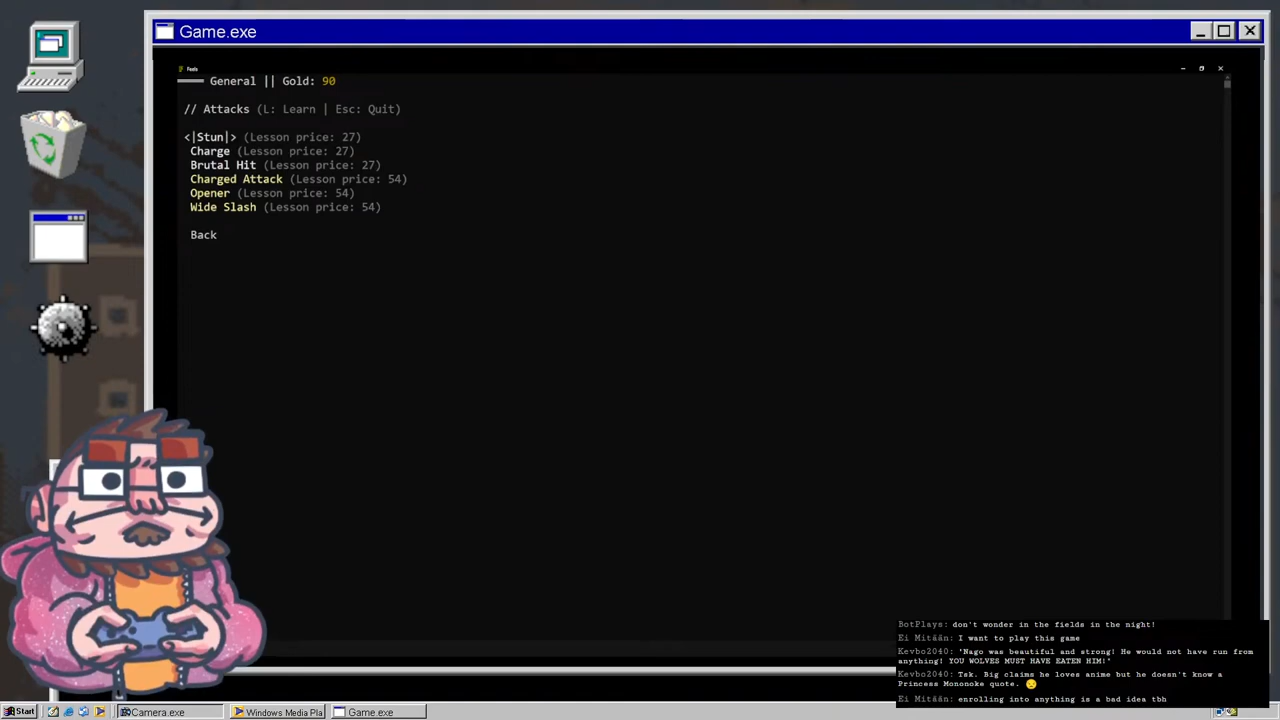 Game.exe
Feelo
General || Gold: 90
// Attacks (L: Learn | Esc: Quit)
<|Stun|> (Lesson price: 27)
Charge (Lesson price: 27)
Brutal Hit (Lesson price: 27)
Charged Attack (Lesson price: 54)
Opener (Lesson price: 54)
Wide Slash (Lesson price: 54)
Back
BotPlays: don't wonder in the fields in the night!
Ei Mitään: I want to play this game
Kevbo2040: 'Nago was beautiful and strong! He would not have run from
anything! YOU WOLVES MUST HAVE EATEN HIM!'
Kevbo2040: Tsk. Big claims he loves anime but he doesn't know a
Princess Mononoke quote.
Ei Mitään: enrolling into anything is a bad idea tbh
Start
Camera.exe
Windows Media Pla
Game.exe